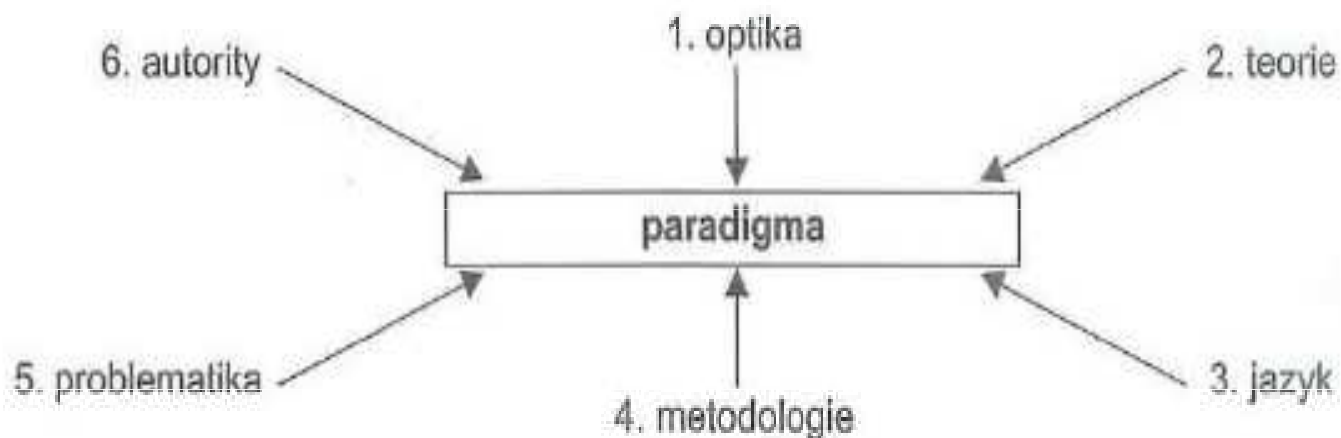 1. optika
6. autority
2. teorie
paradigma
5. problematika
3. jazyk
4. metodologie